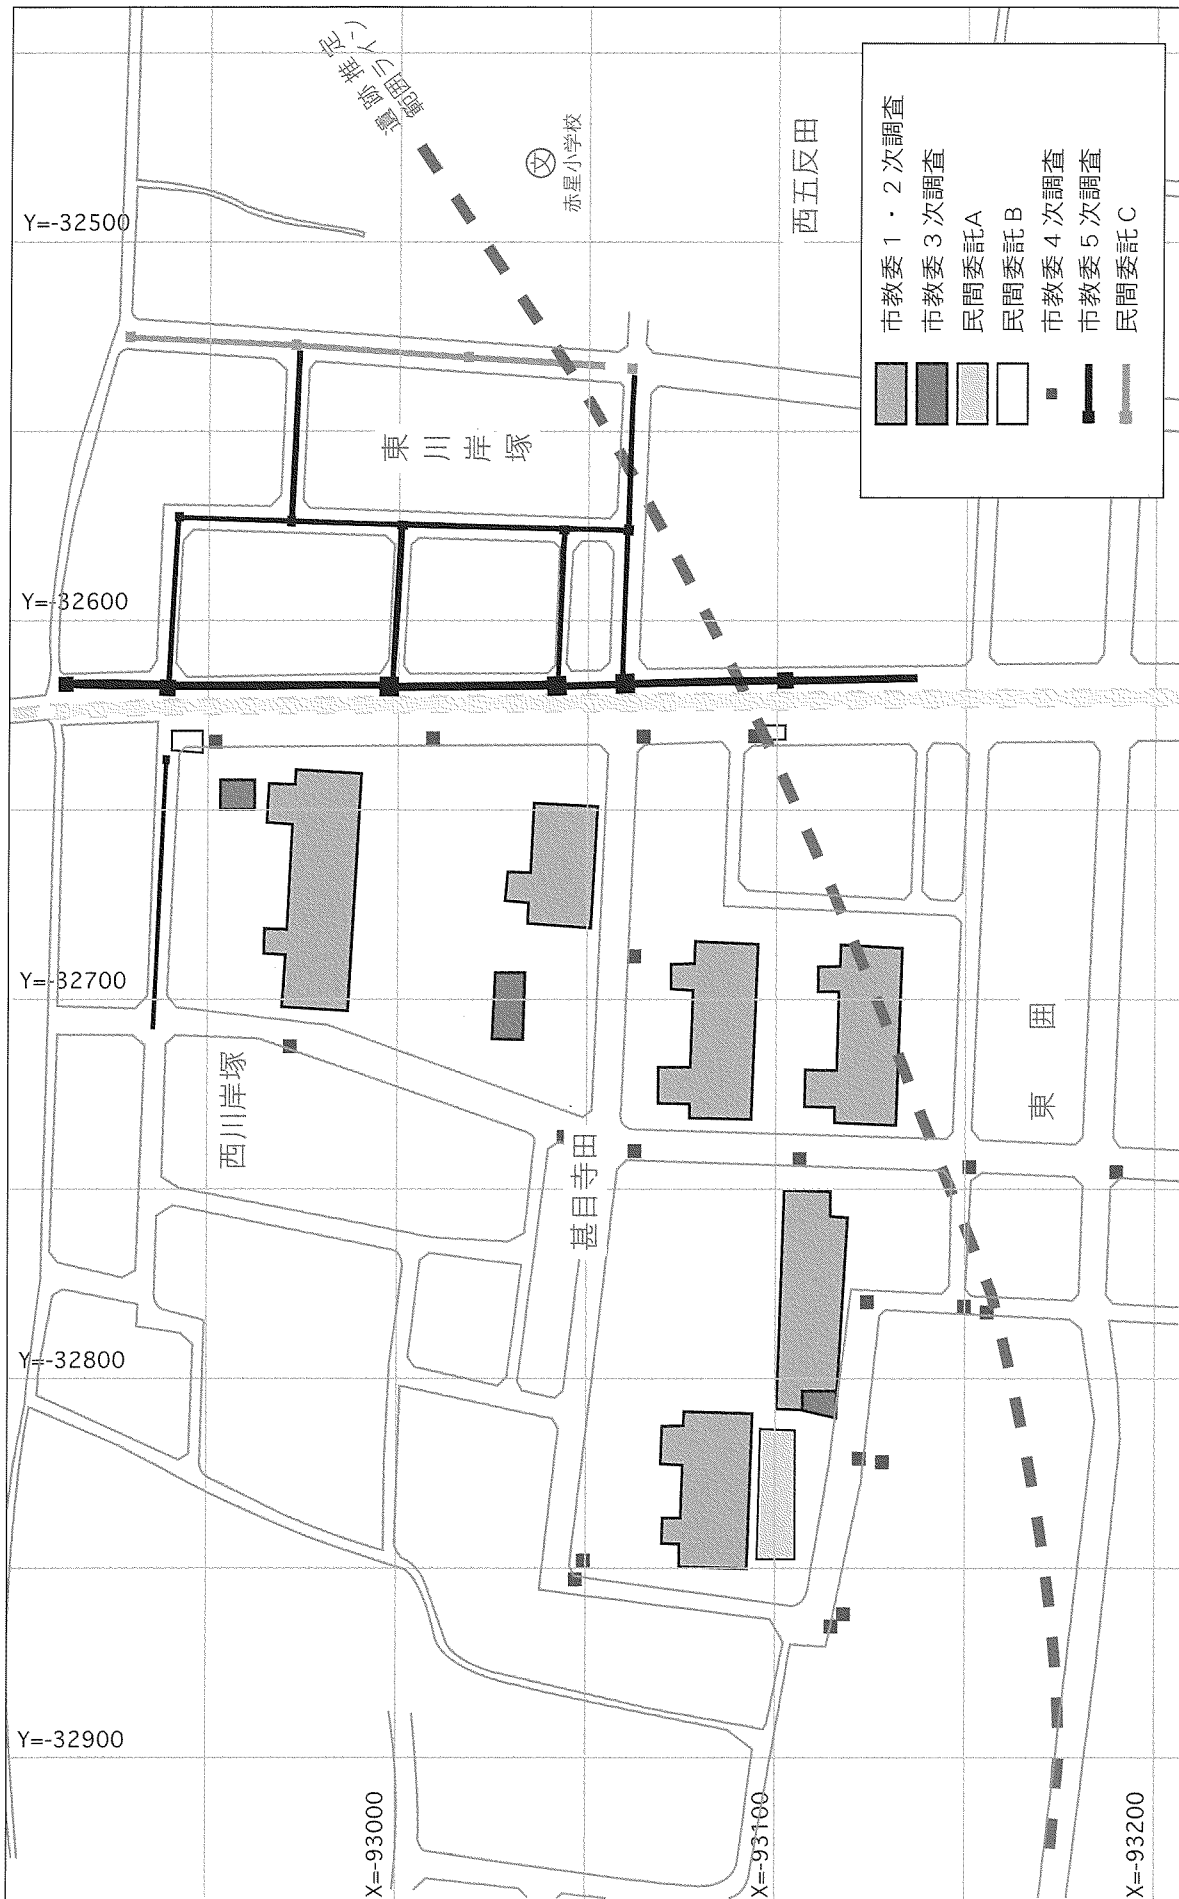 遺跡推定
範囲ライン
文
赤星小学校
西五反田
東川岸塚
西川岸塚
甚目寺田
東囲
Y=-32500
Y=-32600
Y=-32700
Y=-32800
Y=-32900
X=-93000
X=-93100
X=-93200
市教委1・2次調査
市教委3次調査
民間委託A
民間委託B
市教委4次調査
市教委5次調査
民間委託C